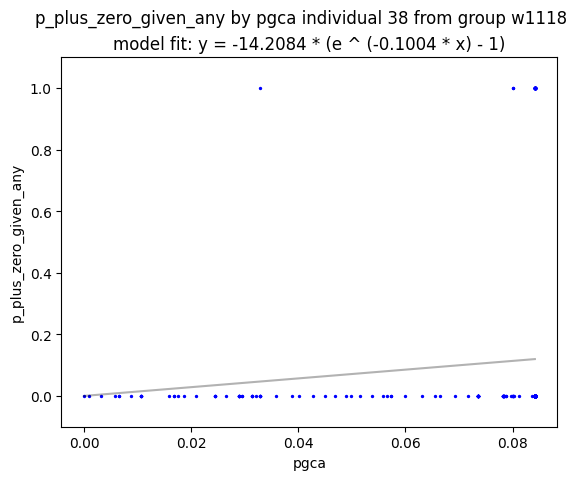 p_plus_zero_given_any by pgca individual 38 from group w1118
model fit: y = -14.2084 * (e ^ (-0.1004 * x) - 1)
1.0
0.8
0.6
0.4
0.2
0.0
p_plus_zero_given_any
0.00 0.02 0.04 0.06 0.08
pgca